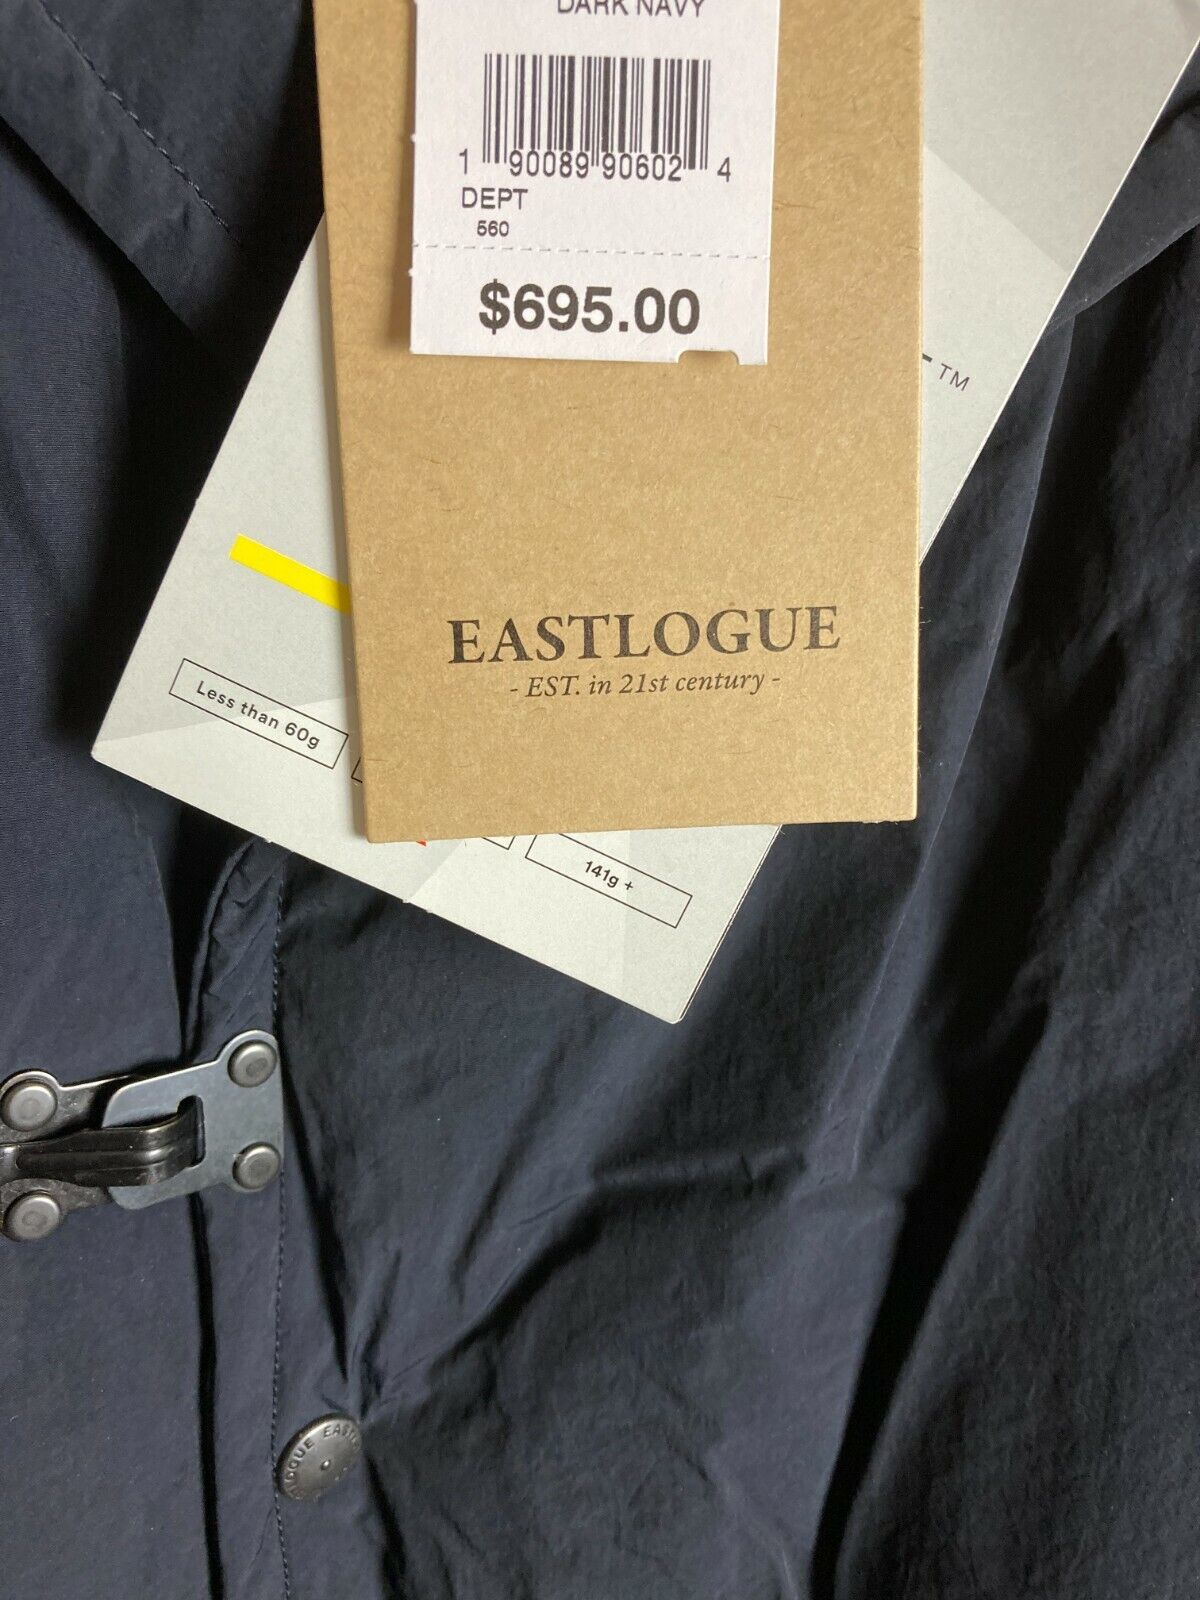 DARK NAVY
1 90089 90602 4
DEPT
560
$695.00
TM
EASTLOGUE
- EST. in 21st century -
Less than 60g
141g +